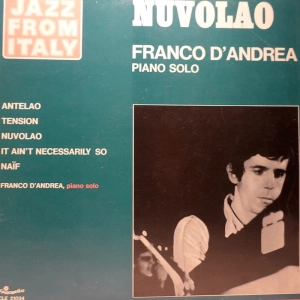 JAZZ
FROM
ITALY
NUVOLAO
FRANCO D'ANDREA
PIANO SOLO
ANTELAO
TENSION
NUVOLAO
IT AIN'T NECESSARILY SO
NAÏF
FRANCO D'ANDREA, piano solo